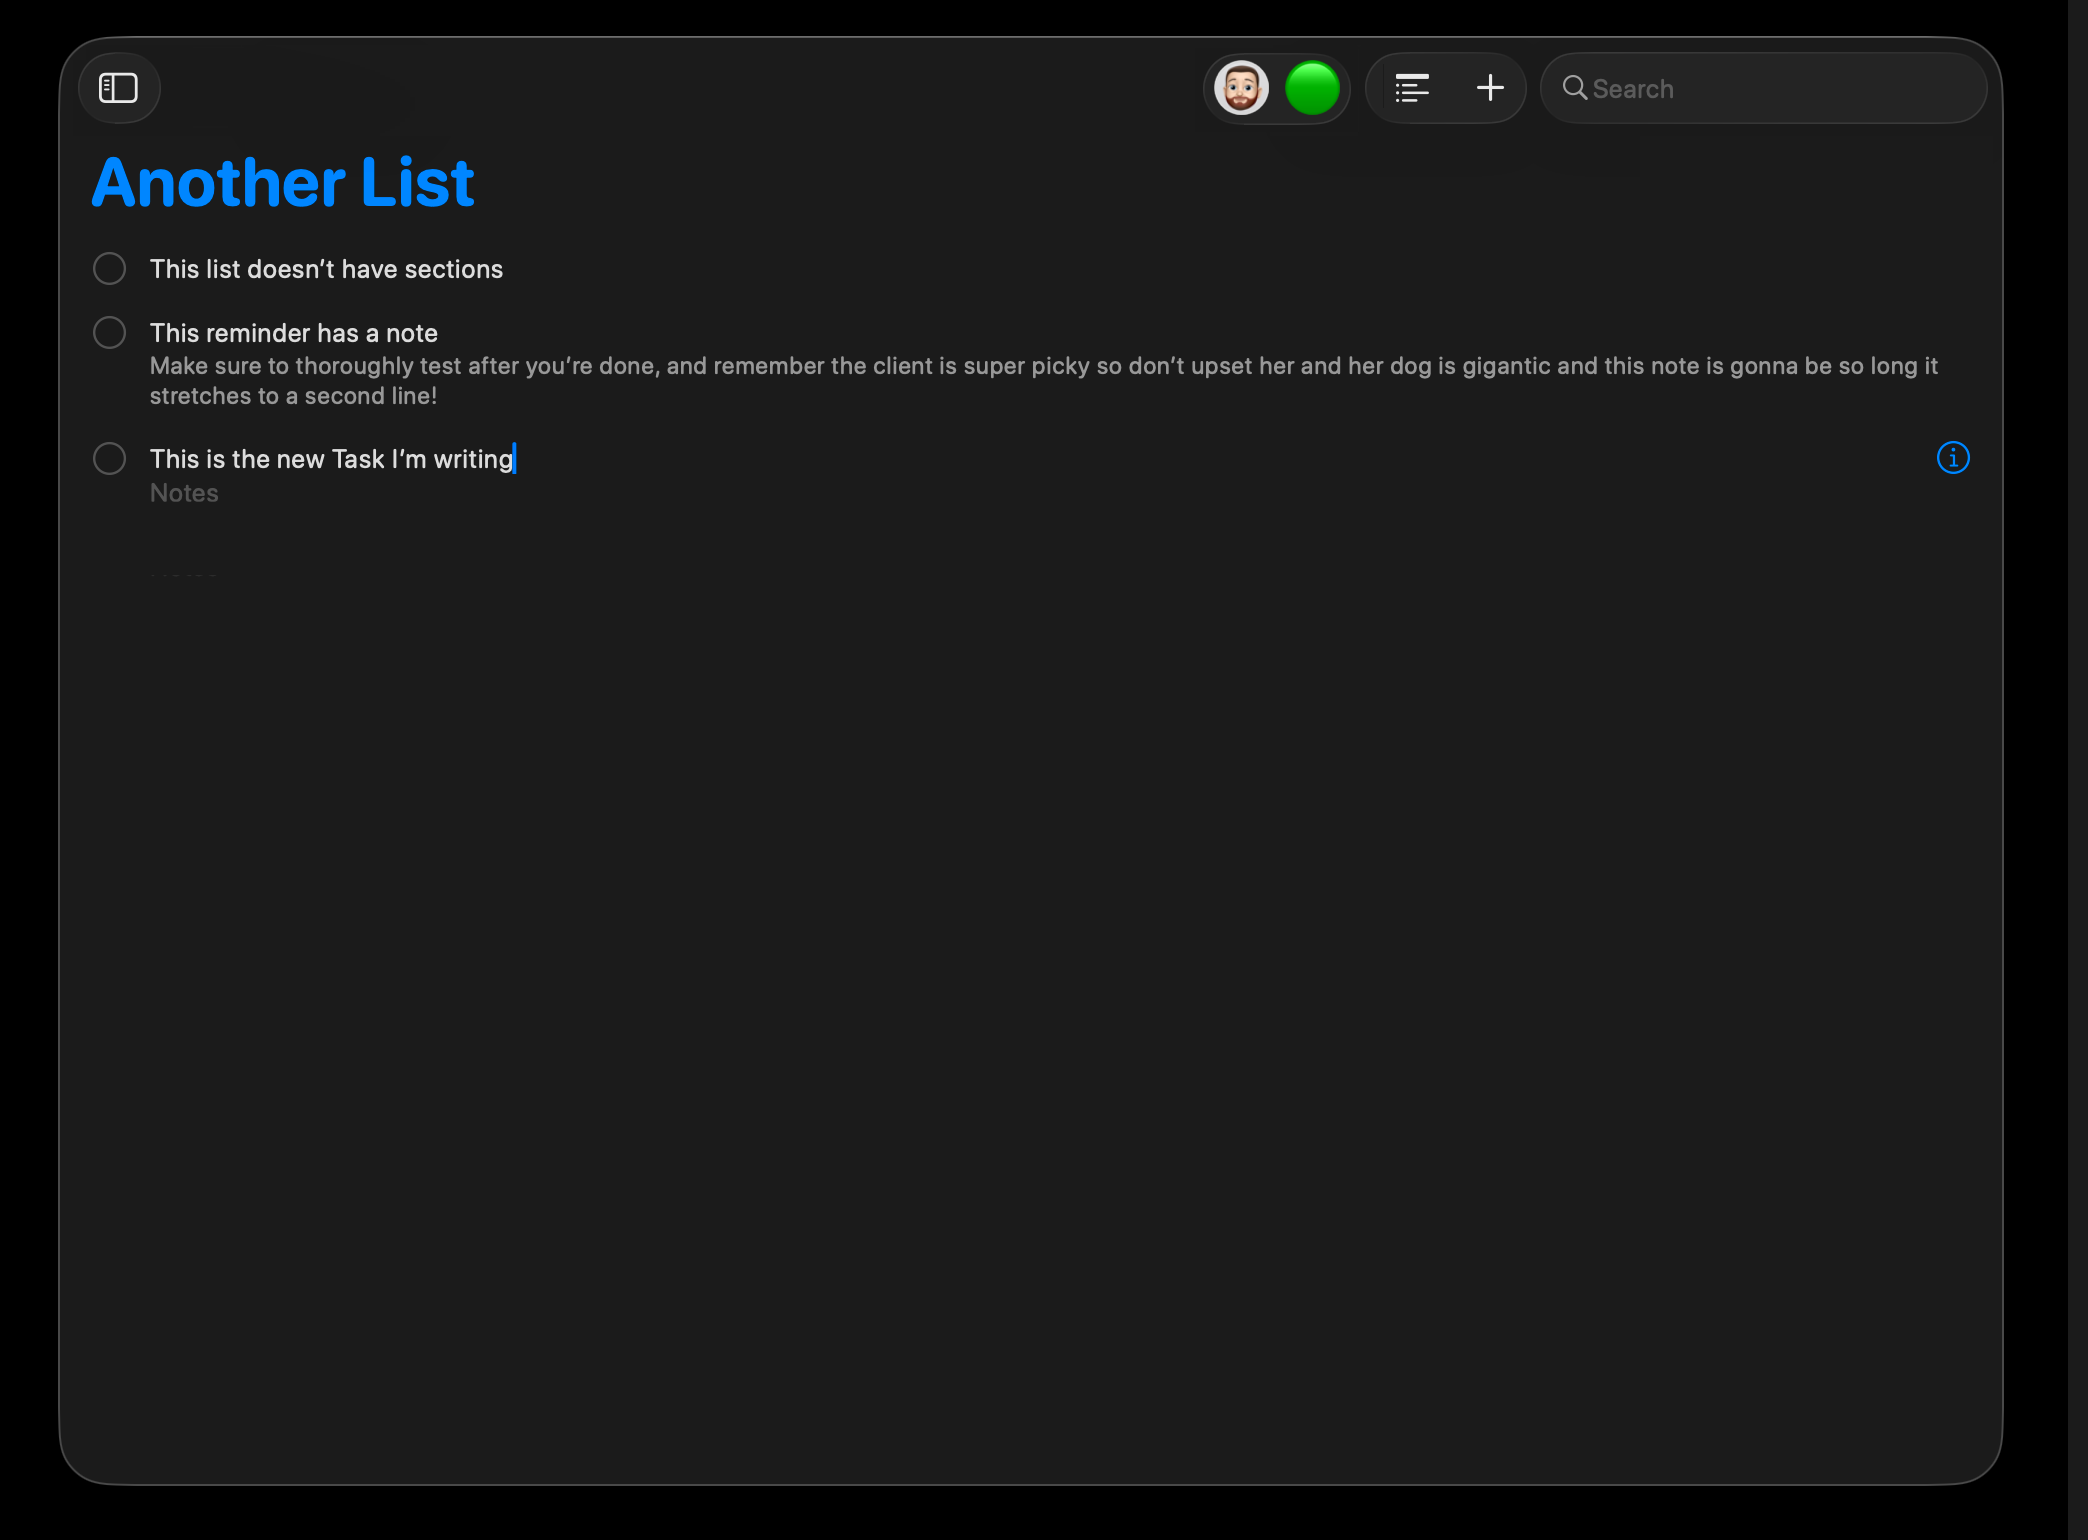 Search
Another List
This list doesn’t have sections
This reminder has a note
Make sure to thoroughly test after you’re done, and remember the client is super picky so don’t upset her and her dog is gigantic and this note is gonna be so long it
stretches to a second line!
This is the new Task I’m writing
Notes